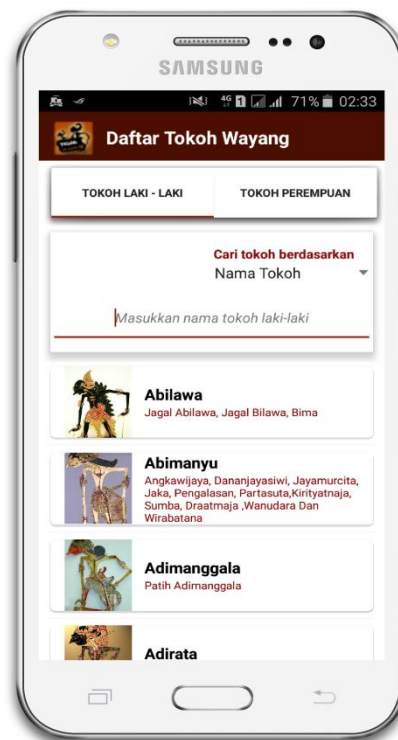 SAMSUNG
4G 1 71% 02:33
Daftar Tokoh Wayang
TOKOH LAKI - LAKI TOKOH PEREMPUAN
Cari tokoh berdasarkan
Nama Tokoh
Masukkan nama tokoh laki-laki
Abilawa
Jagal Abilawa, Jagal Bilawa, Bima
Abimanyu
Angkawijaya, Dananjayasiwi, Jayamurcita,
Jaka, Pengalasan, Partasuta,Kirityatnaja,
Sumba, Draatmaja ,Wanudara Dan
Wirabatana
Adimanggala
Patih Adimanggala
Adirata